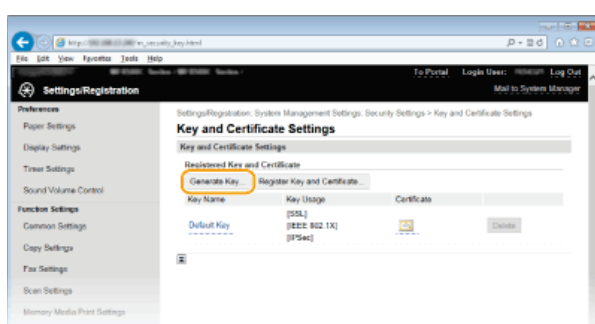 File Edit View Favorites Tools Help
To Portal Login User: Log Out
Settings/Registration
Mail to System Manager
Preferences
Paper Settings
Display Settings
Timer Settings
Sound Volume Control
Function Settings
Common Settings
Copy Settings
Fax Settings
Scan Settings
Memory Media Print Settings
Settings/Registration: System Management Settings: Security Settings > Key and Certificate Settings
Key and Certificate Settings
Key and Certificate Settings
Registered Key and Certificate
Generate Key... Register Key and Certificate...
Key Name Key Usage Certificate
[SSL]
Default Key [IEEE 802.1X] Delete
[IPSec]